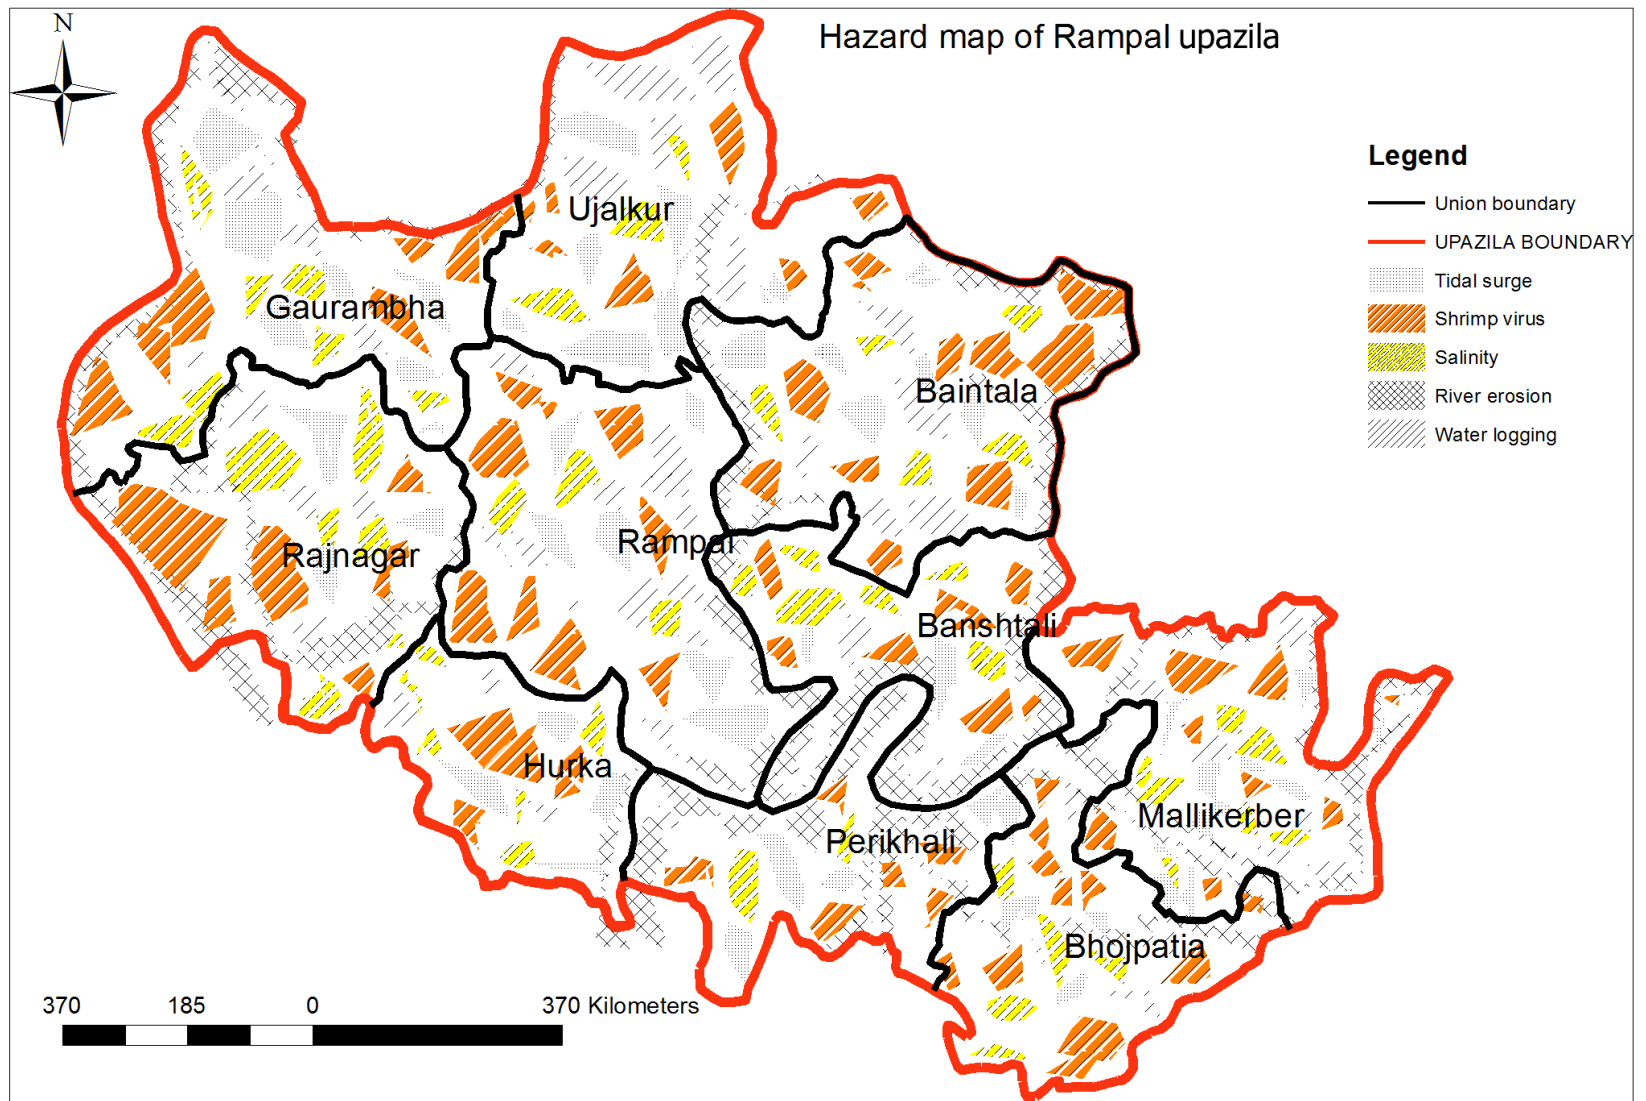 N
Hazard map of Rampal upazila
Legend
Union boundary
UPAZILA BOUNDARY
Tidal surge
Shrimp virus
Salinity
River erosion
Water logging
Ujalkur
Gaurambha
Baintala
Rajnagar
Rampal
Banshtali
Hurka
Perikhali
Mallikerber
Bhojpatia
370 185 0 370 Kilometers